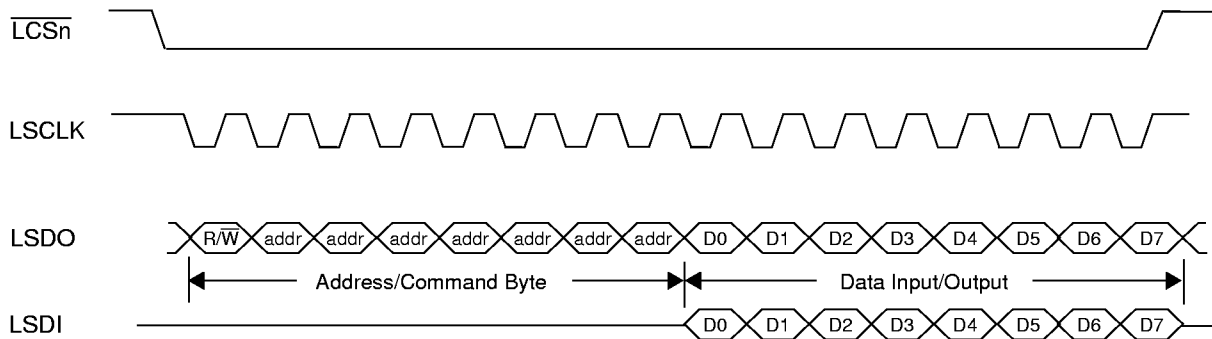 LCSn
LSCLK
LSDO R/W addr addr addr addr addr addr addr D0 D1 D2 D3 D4 D5 D6 D7
Address/Command Byte Data Input/Output
LSDI D0 D1 D2 D3 D4 D5 D6 D7